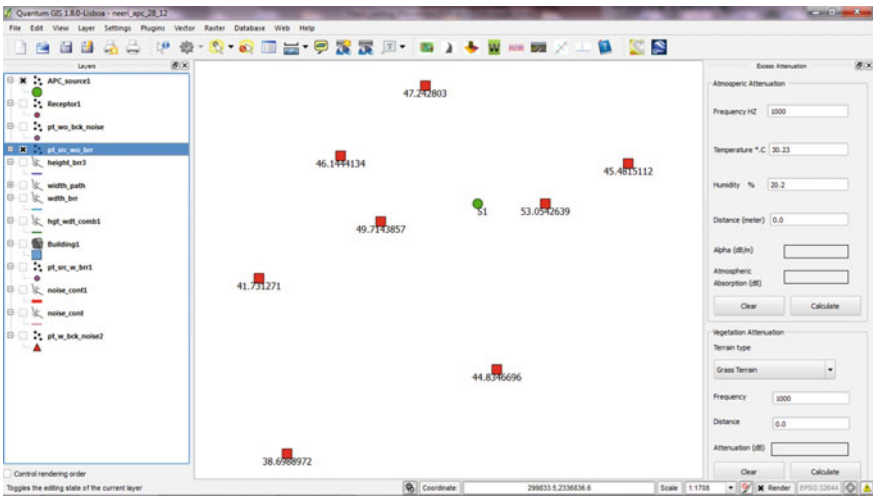 Quantum GIS 1.8.0-Lisboa - neeri_apc_28_12
File Edit View Layer Settings Plugins Vector Raster Database Web Help
Layers
APC_source1
Receptor1
pt_wo_bck_noise
pt_src_wo_brr
height_brr3
width_path
wdth_brr
hgt_wdt_comb1
Building1
pt_src_w_brr1
noise_cont1
noise_cont
pt_w_bck_noise2
Control rendering order
47.242803
46.1444134
45.4815112
S1
53.0542639
49.7143857
41.731271
44.8346696
38.6988972
Excess Attenuation
Atmosperic Attenuation
Frequency HZ 1000
Temperature °.C 30.23
Humidity % 20.2
Distance (meter) 0.0
Alpha (dB/m)
Atmospheric
Absorption (dB)
Clear Calculate
Vegetation Attenuation
Terrain type
Grass Terrain
Frequency 1000
Distance 0.0
Attenuation (dB)
Clear Calculate
Toggles the editing state of the current layer
Coordinate: 299833.5,2336836.6 Scale 1:1708 Render EPSG:32644